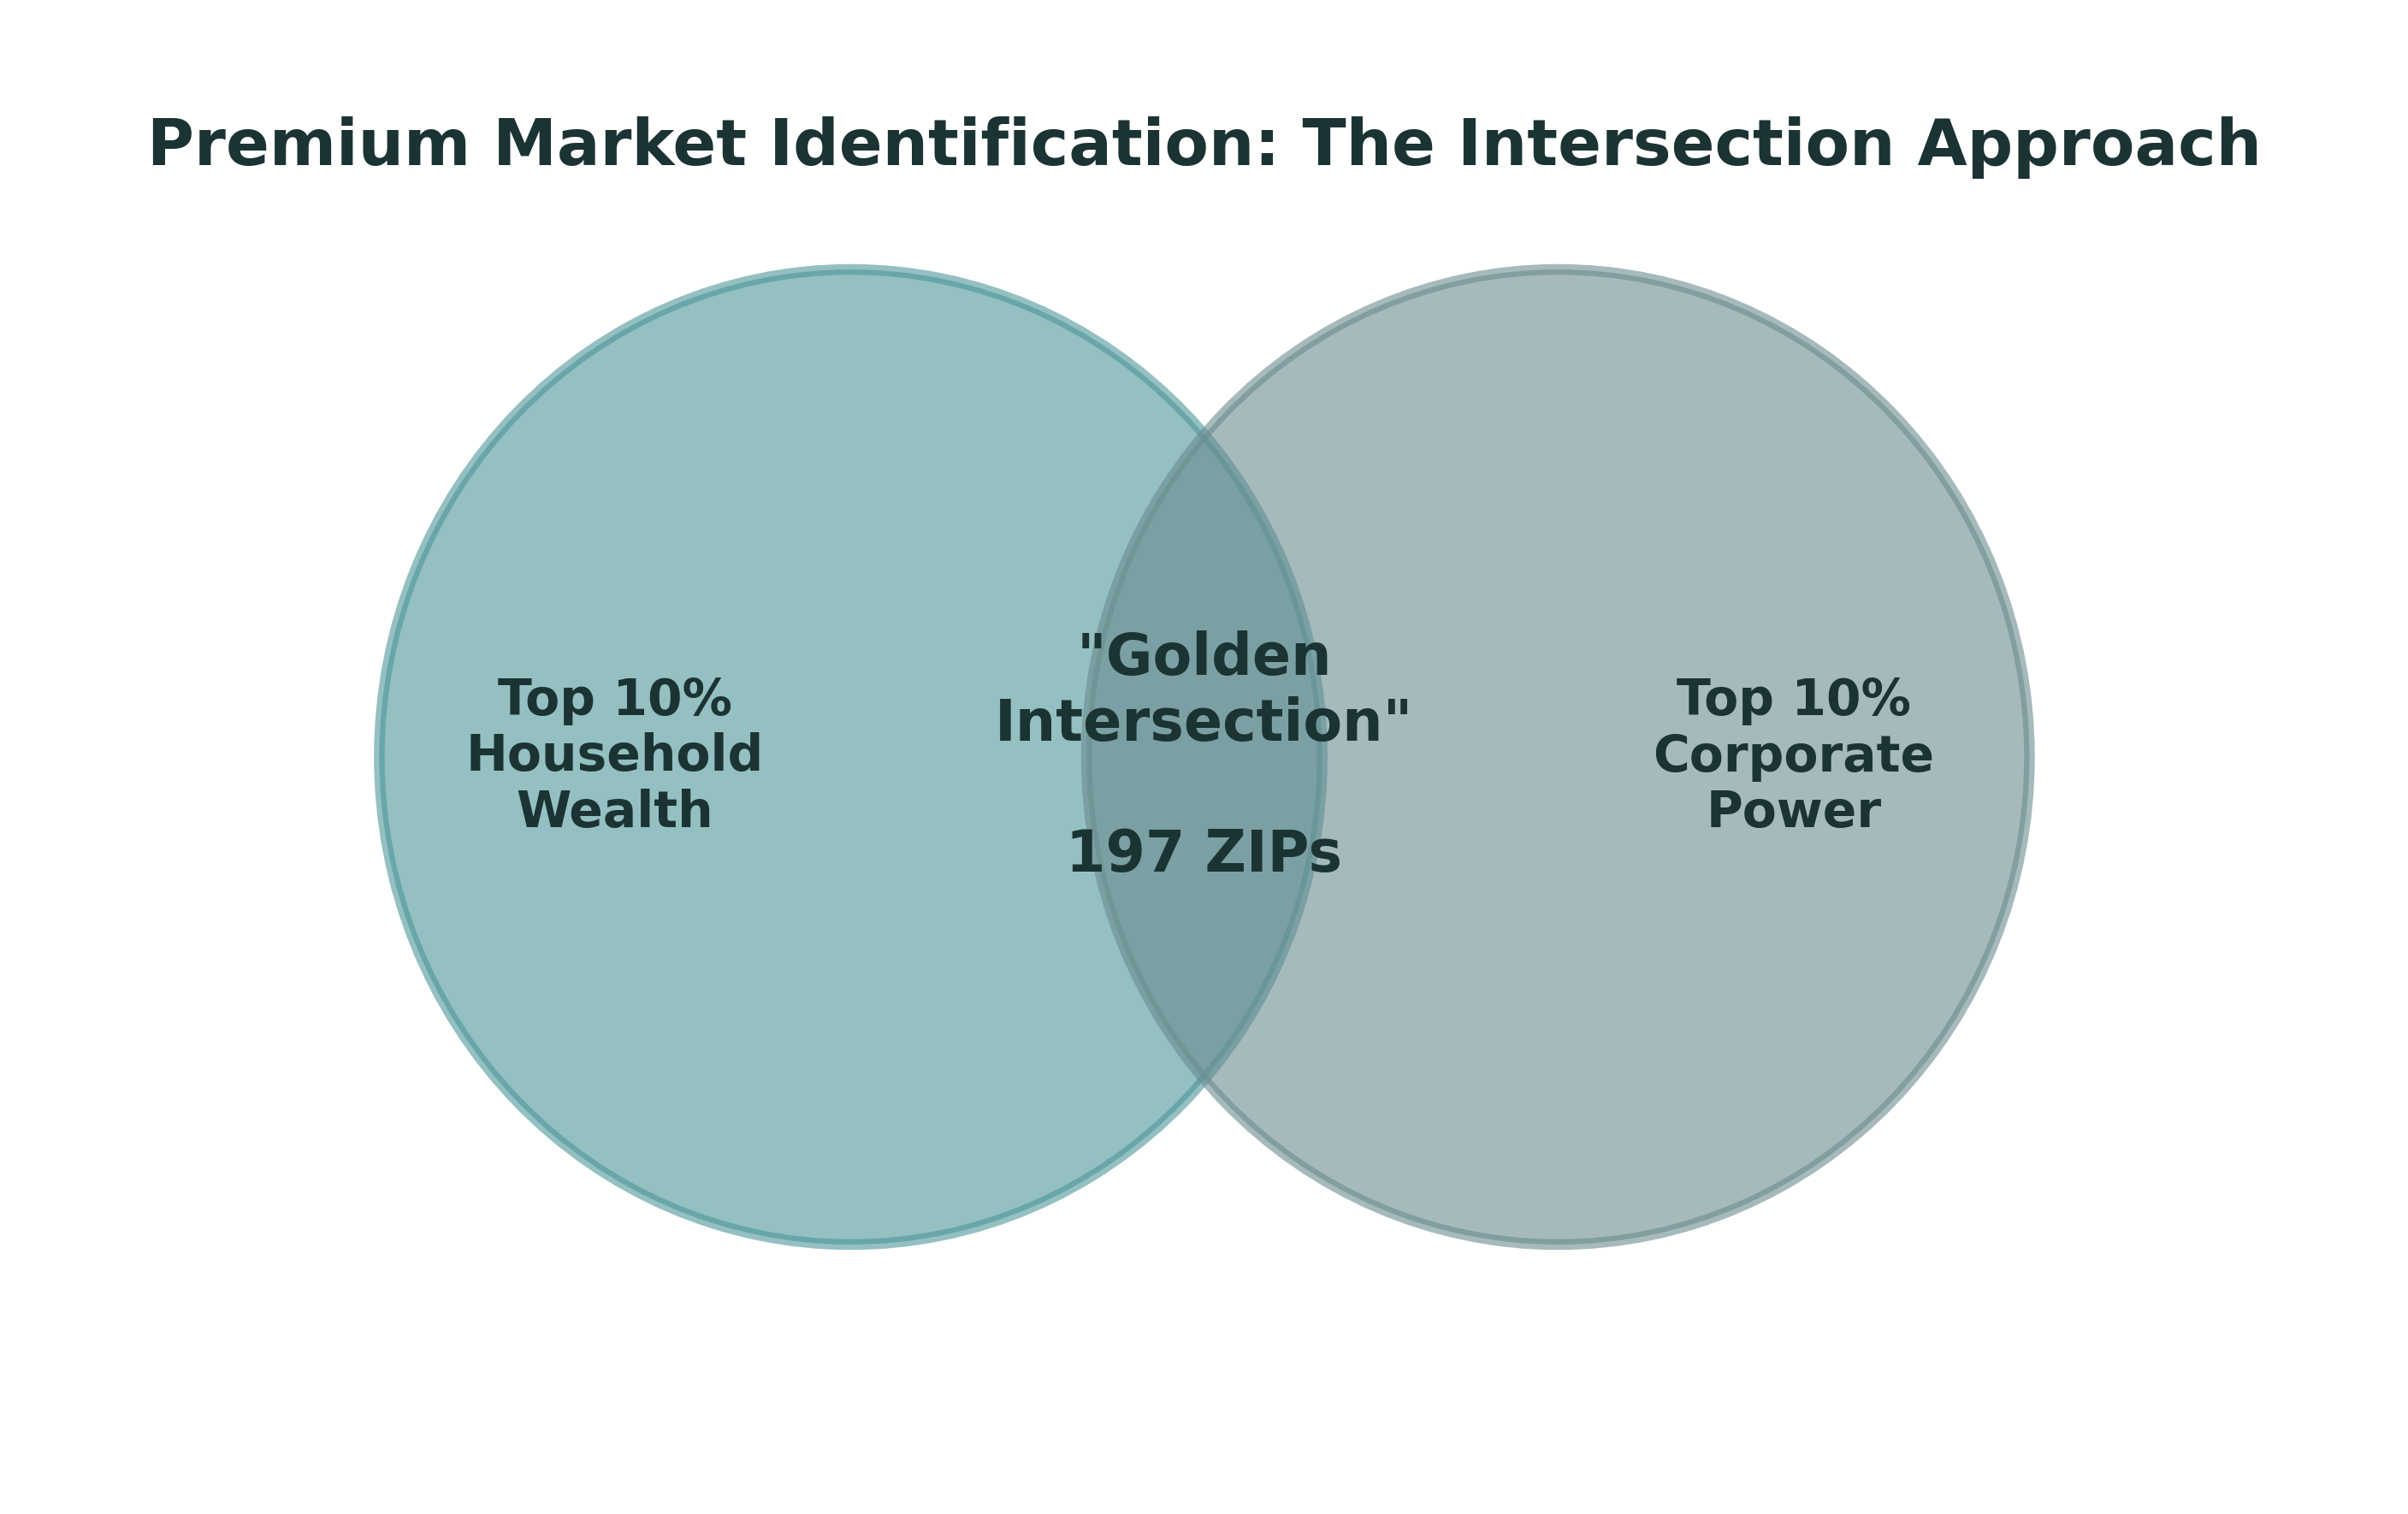 Premium Market Identification: The Intersection Approach
Top 10%
Household
Wealth
"Golden
Intersection"
197 ZIPs
Top 10%
Corporate
Power